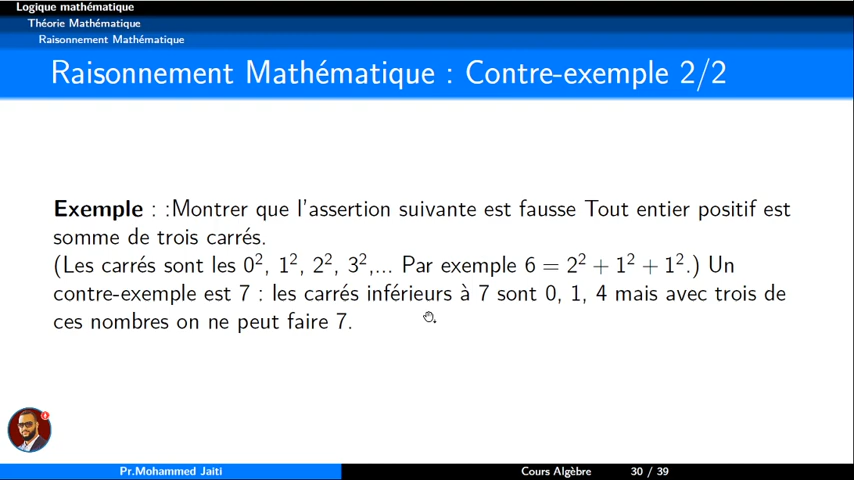 Logique mathématique
Théorie Mathématique
Raisonnement Mathématique
Raisonnement Mathématique : Contre-exemple 2/2
Exemple : :Montrer que l'assertion suivante est fausse Tout entier positif est
somme de trois carrés.
(Les carrés sont les 0², 1², 2², 3²,... Par exemple 6 = 2² + 1² + 1².) Un
contre-exemple est 7 : les carrés inférieurs à 7 sont 0, 1, 4 mais avec trois de
ces nombres on ne peut faire 7.
Pr.Mohammed Jaiti Cours Algèbre 30 / 39